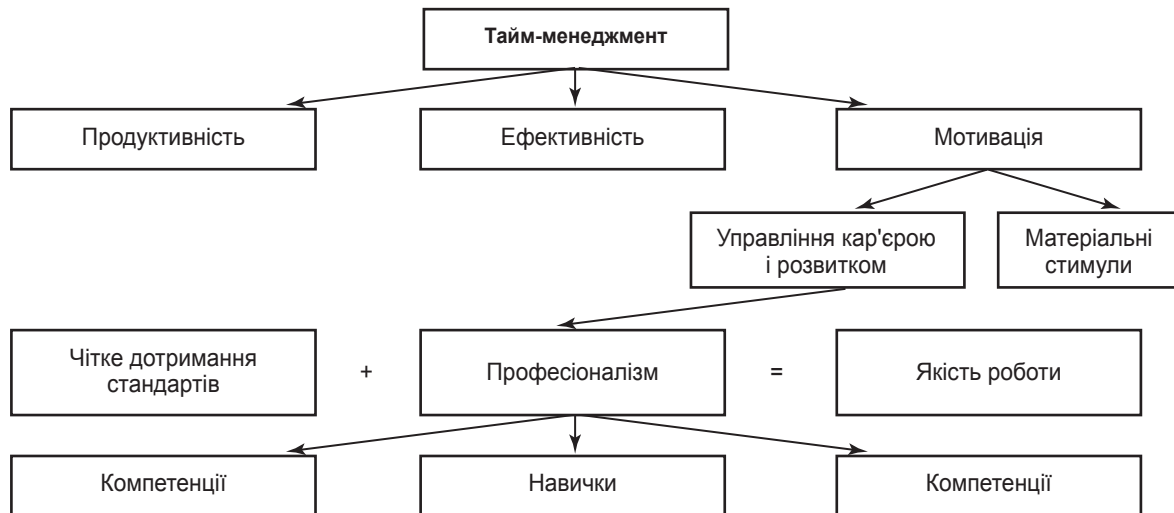 Тайм-менеджмент
Продуктивність
Ефективність
Мотивація
Управління кар'єрою
і розвитком
Матеріальні
стимули
Чітке дотримання
стандартів
+
Професіоналізм
=
Якість роботи
Компетенції
Навички
Компетенції